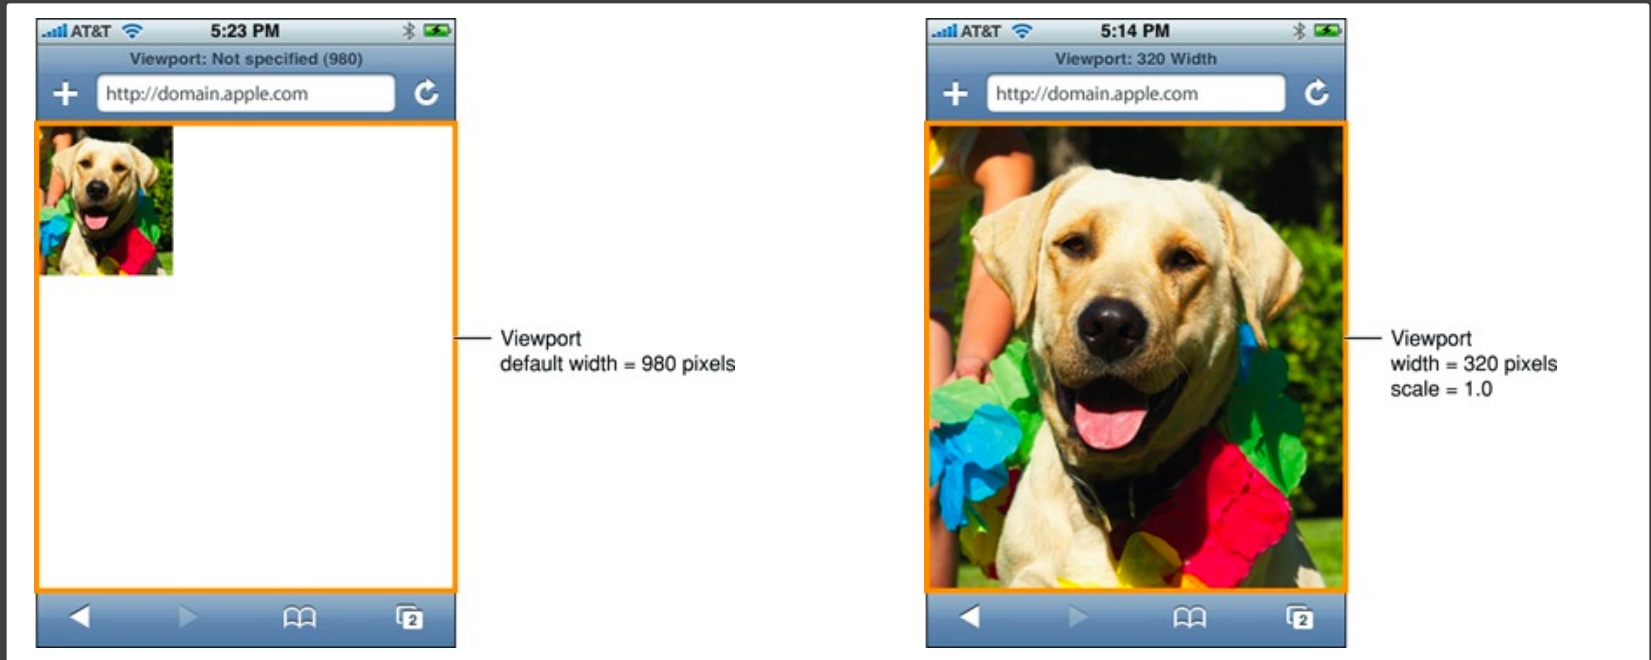 AT&T 5:23 PM
Viewport: Not specified (980)
http://domain.apple.com
Viewport
default width = 980 pixels
2
AT&T 5:14 PM
Viewport: 320 Width
http://domain.apple.com
Viewport
width = 320 pixels
scale = 1.0
2